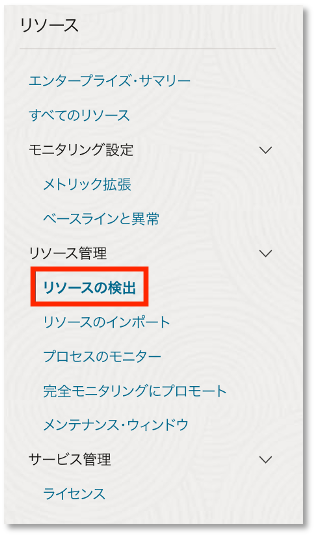 リソース
エンタープライズ・サマリー
すべてのリソース
モニタリング設定
メトリック拡張
ベースラインと異常
リソース管理
リソースの検出
リソースのインポート
プロセスのモニター
完全モニタリングにプロモート
メンテナンス・ウィンドウ
サービス管理
ライセンス